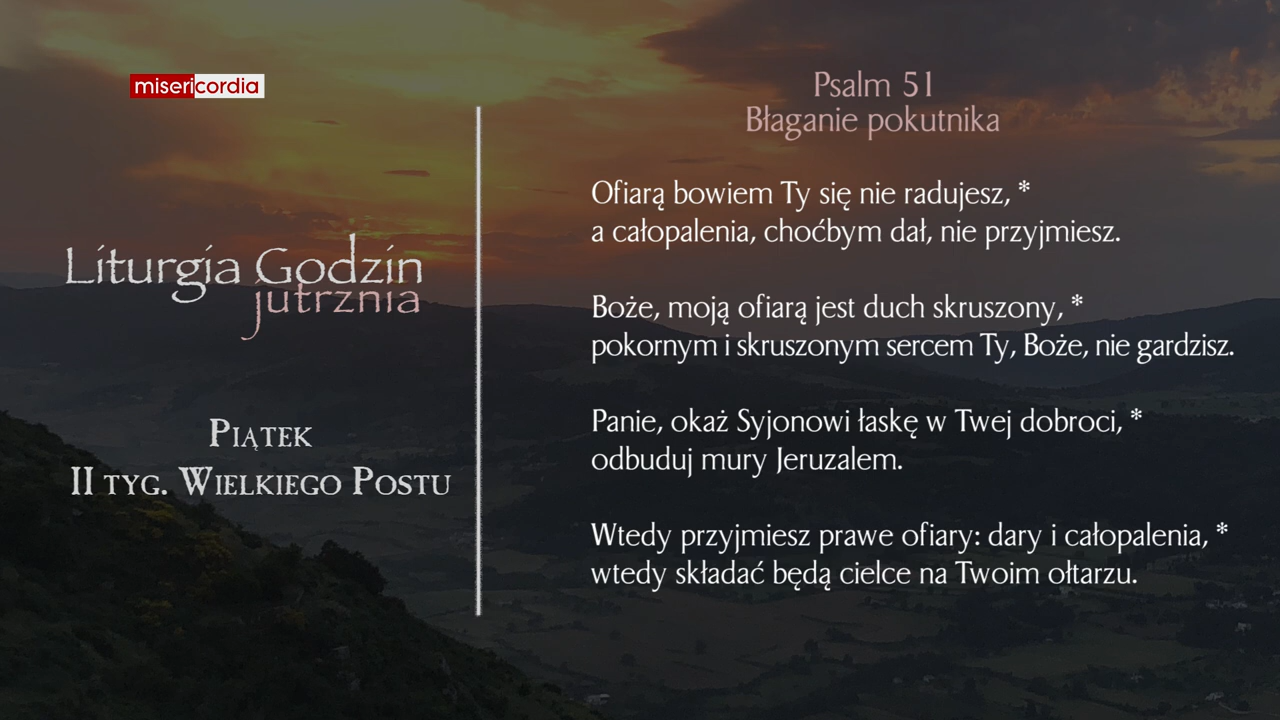 misericordia
Liturgia Godzin
jutrznia
Piątek
II tyg. Wielkiego Postu
Psalm 51
Błaganie pokutnika
Ofiarą bowiem Ty się nie radujesz, *
a całopalenia, choćbym dał, nie przyjmiesz.
Boże, moją ofiarą jest duch skruszony, *
pokornym i skruszonym sercem Ty, Boże, nie gardzisz.
Panie, okaż Syjonowi łaskę w Twej dobroci, *
odbuduj mury Jeruzalem.
Wtedy przyjmiesz prawe ofiary: dary i całopalenia, *
wtedy składać będą cielce na Twoim ołtarzu.